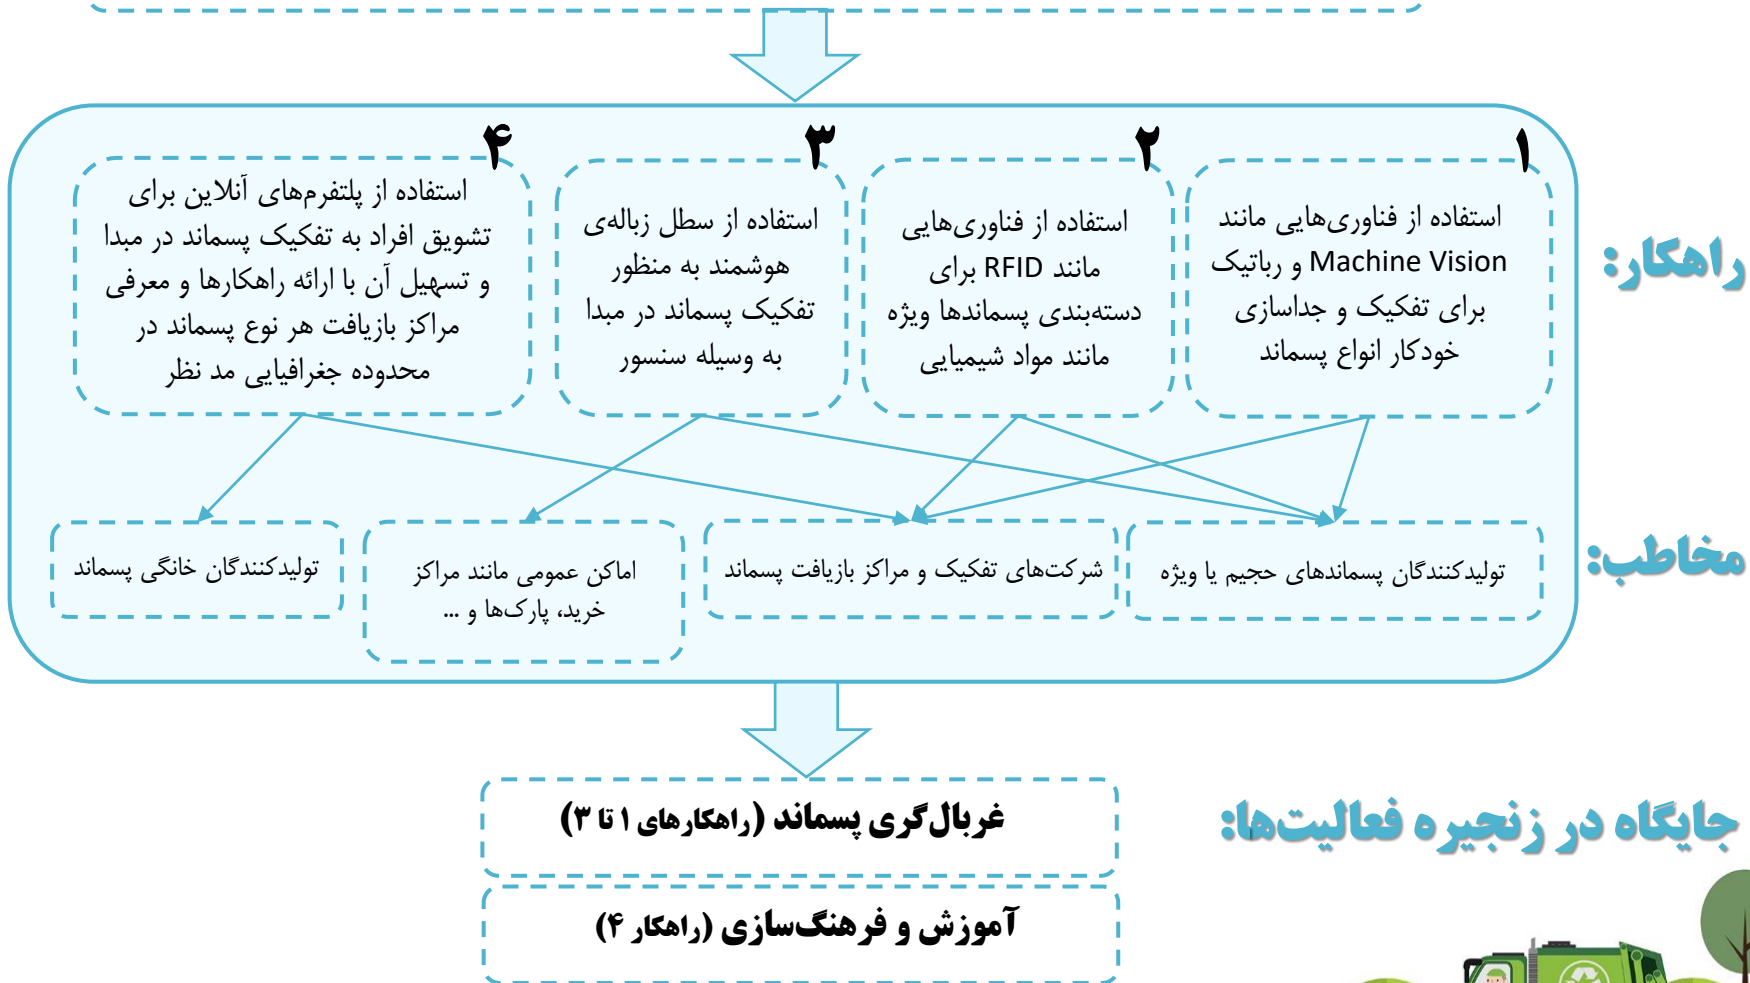 راهکار:
۱
استفاده از فناوری‌هایی مانند
Machine Vision و رباتیک
برای تفکیک و جداسازی
خودکار انواع پسماند
۲
استفاده از فناوری‌هایی
مانند RFID برای
دسته‌بندی پسماندها ویژه
مانند مواد شیمیایی
۳
استفاده از سطل زباله‌ی
هوشمند به منظور
تفکیک پسماند در مبدا
به وسیله سنسور
۴
استفاده از پلتفرم‌های آنلاین برای
تشویق افراد به تفکیک پسماند در مبدا
و تسهیل آن با ارائه راهکارها و معرفی
مراکز بازیافت هر نوع پسماند در
محدوده جغرافیایی مد نظر
مخاطب:
تولیدکنندگان پسماندهای حجیم یا ویژه
شرکت‌های تفکیک و مراکز بازیافت پسماند
اماکن عمومی مانند مراکز
خرید، پارک‌ها و ...
تولیدکنندگان خانگی پسماند
جایگاه در زنجیره فعالیت‌ها:
غربال‌گری پسماند (راهکارهای ۱ تا ۳)
آموزش و فرهنگ‌سازی (راهکار ۴)